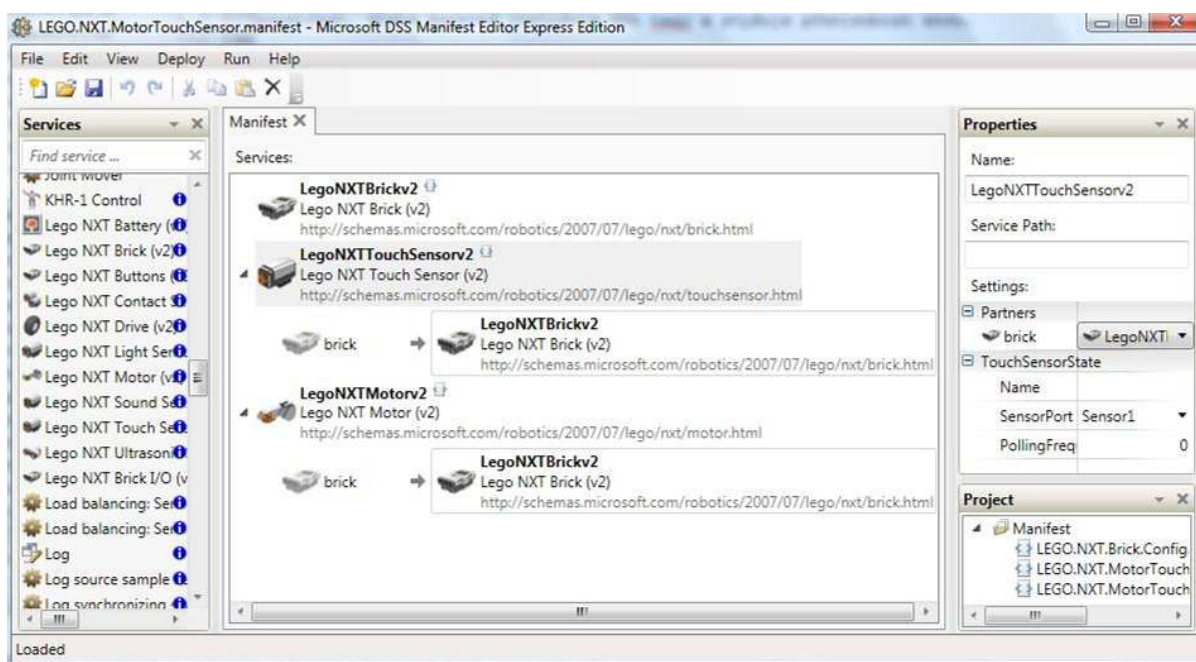 LEGO.NXT.MotorTouchSensor.manifest - Microsoft DSS Manifest Editor Express Edition
File Edit View Deploy Run Help
Services
Find service ...
Joint Mover
KHR-1 Control
Lego NXT Battery (
Lego NXT Brick (v2)
Lego NXT Buttons (
Lego NXT Contact S
Lego NXT Drive (v2)
Lego NXT Light Sen
Lego NXT Motor (v
Lego NXT Sound Se
Lego NXT Touch Se
Lego NXT Ultrasoni
Lego NXT Brick I/O (v
Load balancing: Ser
Load balancing: Ser
Log
Log source sample
Log synchronizing
Manifest
Services:
LegoNXTBrickv2
Lego NXT Brick (v2)
http://schemas.microsoft.com/robotics/2007/07/lego/nxt/brick.html
LegoNXTTouchSensorv2
Lego NXT Touch Sensor (v2)
http://schemas.microsoft.com/robotics/2007/07/lego/nxt/touchsensor.html
brick
LegoNXTBrickv2
Lego NXT Brick (v2)
http://schemas.microsoft.com/robotics/2007/07/lego/nxt/brick.html
LegoNXTMotorv2
Lego NXT Motor (v2)
http://schemas.microsoft.com/robotics/2007/07/lego/nxt/motor.html
brick
LegoNXTBrickv2
Lego NXT Brick (v2)
http://schemas.microsoft.com/robotics/2007/07/lego/nxt/brick.html
Properties
Name:
LegoNXTTouchSensorv2
Service Path:
Settings:
Partners
brick LegoNXT
TouchSensorState
Name
SensorPort Sensor1
PollingFreq 0
Project
Manifest
LEGO.NXT.Brick.Config.
LEGO.NXT.MotorTouch
LEGO.NXT.MotorTouch
Loaded